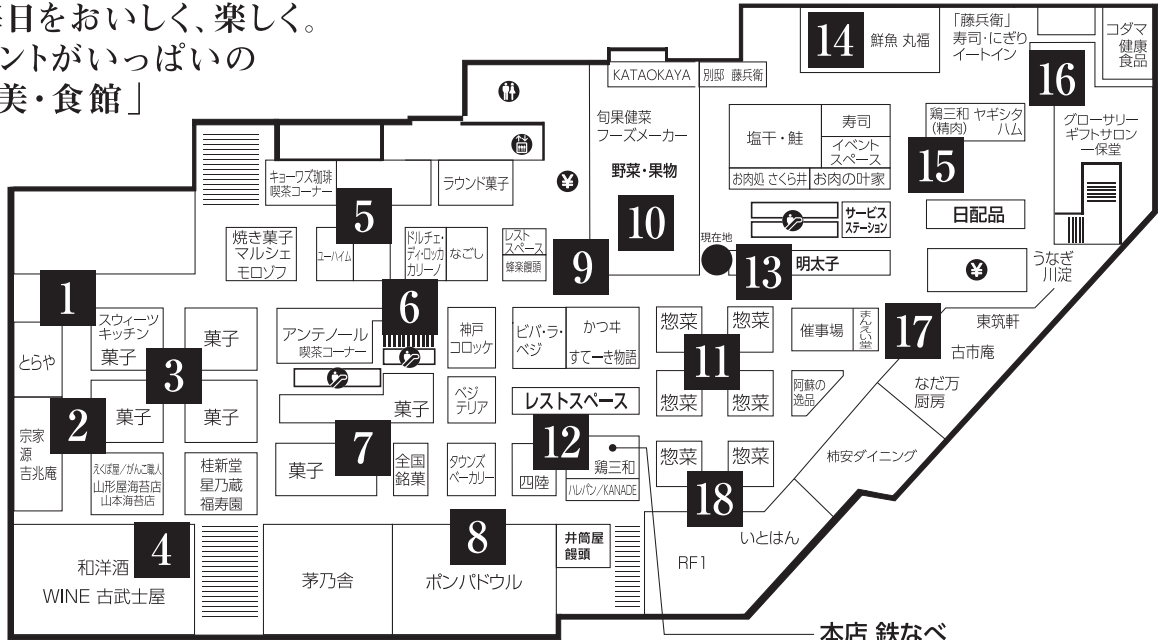 毎日をおいしく、楽しく。
ントがいっぱいの
美・食館」
14
鮮魚 丸福
「藤兵衛」
寿司・にぎり
イートイン
コダマ
健康
食品
16
KATAOKAYA
別邸 藤兵衛
旬果健菜
フーズメーカー
野菜・果物
10
塩干・鮭
寿司
イベント
スペース
お肉処 さくら井
お肉の叶家
鶏三和
(精肉)
ヤギシタ
ハム
15
グローサリー
ギフトサロン
一保堂
キョーワズ珈琲
喫茶コーナー
ラウンド菓子
5
サービス
ステーション
日配品
現在地
焼き菓子
マルシェ
モロゾフ
ユーハイム
ドルチェ・
ディ・ロッカ
カリーノ
なごし
レスト
スペース
蜂楽饅頭
9
13
明太子
うなぎ
川淀
1
6
とらや
スウィーツ
キッチン
菓子
菓子
3
アンテノール
喫茶コーナー
神戸
コロッケ
ビバ・ラ・
ベジ
かつヰ
すてーき物語
惣菜
惣菜
11
惣菜
惣菜
催事場
まんえい堂
17
東筑軒
古市庵
なだ万
厨房
阿蘇の
逸品
2
宗家
源
吉兆庵
菓子
菓子
菓子
ベジ
テリア
レストスペース
7
12
えくぼ屋/がんこ職人
山形屋海苔店
山本海苔店
桂新堂
星乃蔵
福寿園
菓子
全国
銘菓
タウンズ
ベーカリー
四陸
鶏三和
ハレパン/KANADE
惣菜
惣菜
18
柿安ダイニング
いとはん
RF1
4
和洋酒
WINE 古武士屋
茅乃舎
8
ポンパドウル
井筒屋
饅頭
本店 鉄なべ